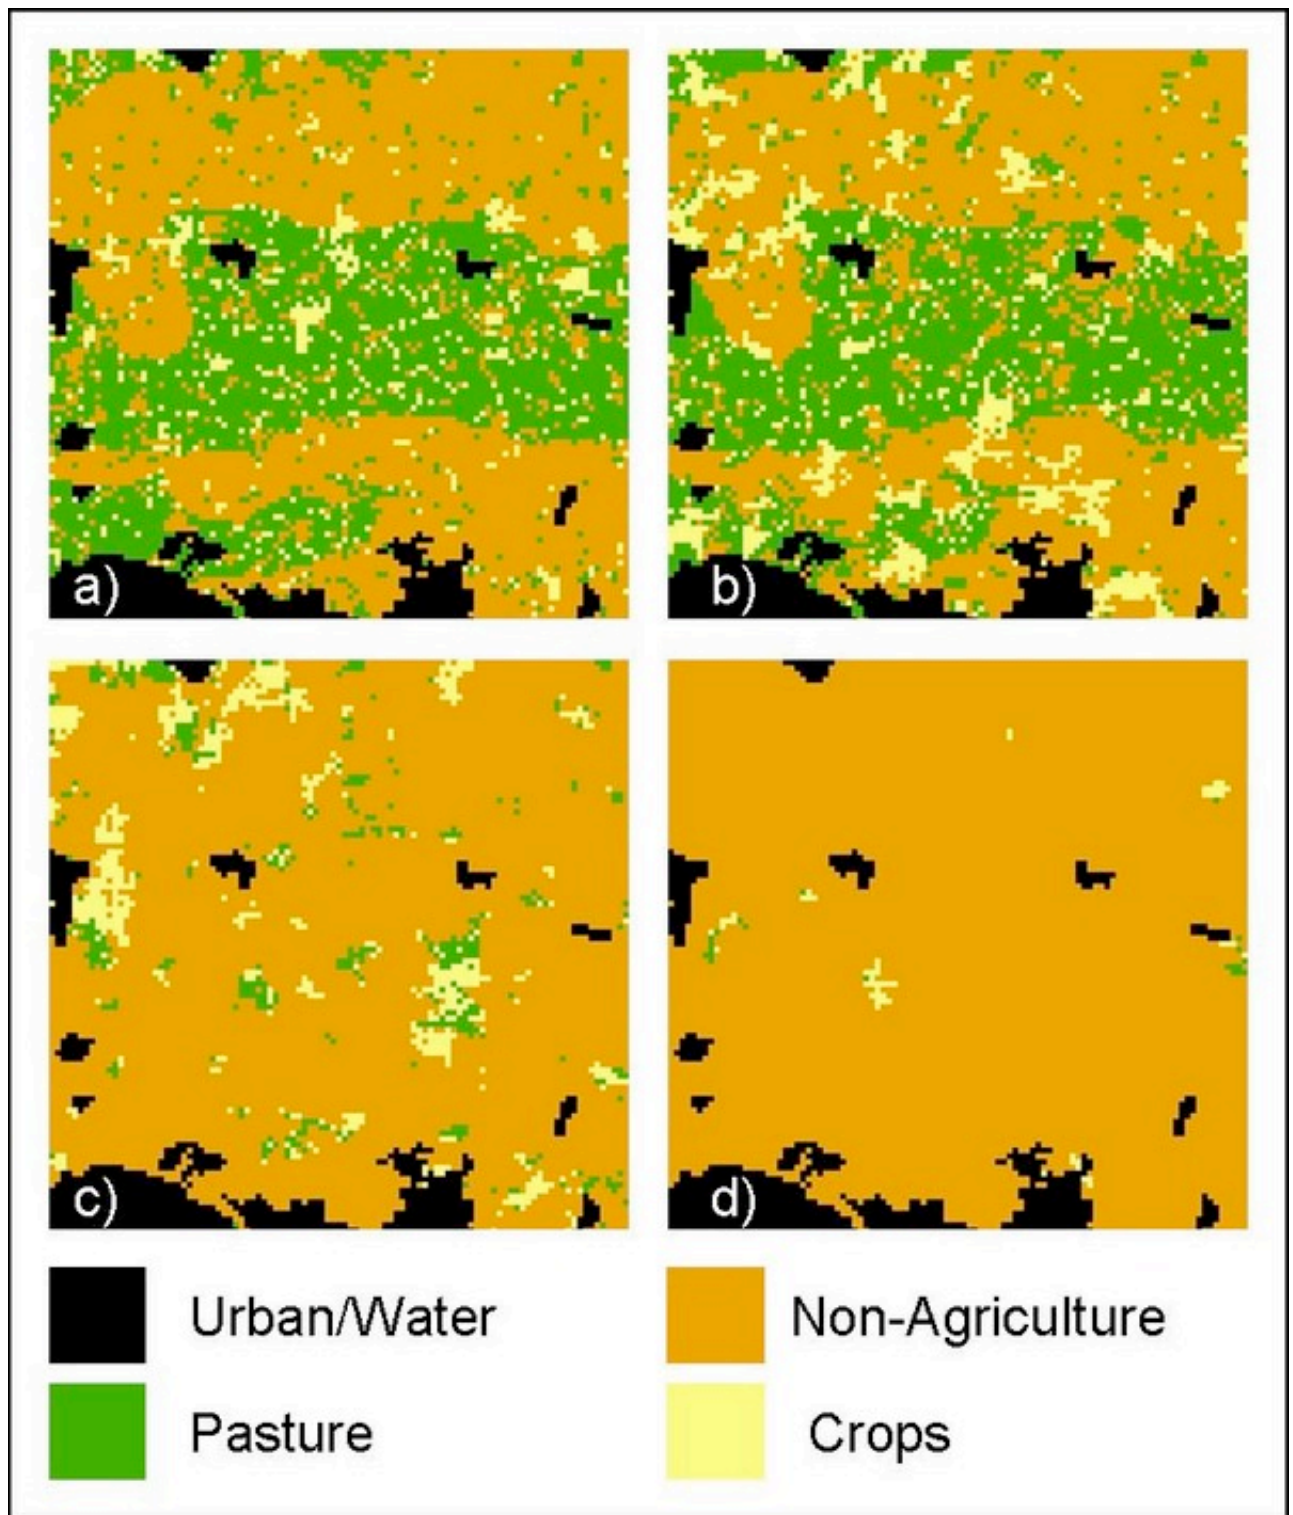 a)
b)
c)
d)
Urban/Water
Non-Agriculture
Pasture
Crops